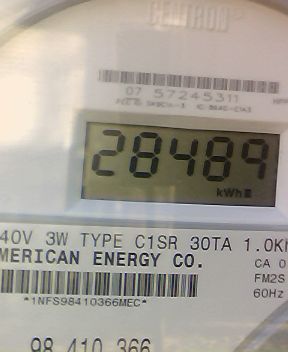 CENTRON®
07 57245311
28489
kWh
40V 3W TYPE C1SR 30TA 1.0K
MERICAN ENERGY CO.
CA 0
FM2S
60Hz
*1NFS98410366MEC*
98 410 366